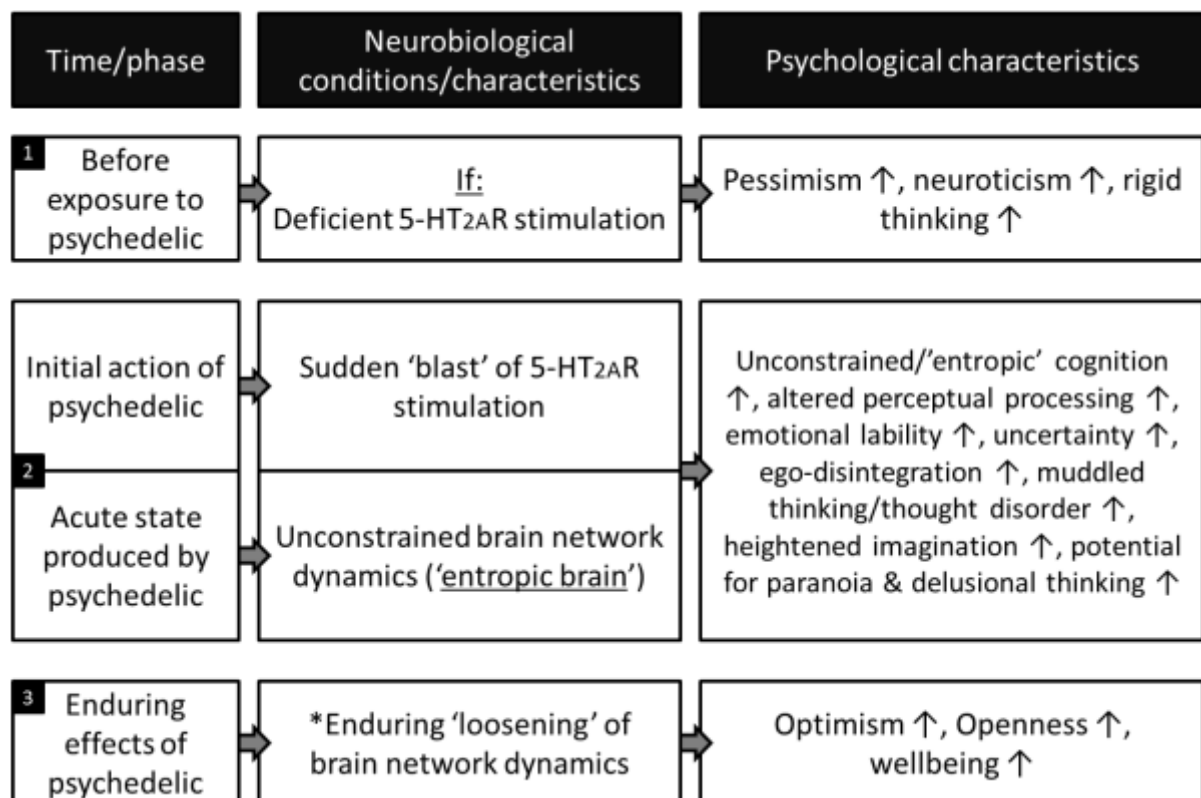 Time/phase
Neurobiological
conditions/characteristics
Psychological characteristics
1
Before
exposure to
psychedelic
If:
Deficient 5-HT2AR stimulation
Pessimism ↑, neuroticism ↑, rigid
thinking ↑
Initial action of
psychedelic
Sudden ‘blast’ of 5-HT2AR
stimulation
2
Acute state
produced by
psychedelic
Unconstrained brain network
dynamics (‘entropic brain’)
Unconstrained/’entropic’ cognition
↑, altered perceptual processing ↑,
emotional lability ↑, uncertainty ↑,
ego-disintegration ↑, muddled
thinking/thought disorder ↑,
heightened imagination ↑, potential
for paranoia & delusional thinking ↑
3
Enduring
effects of
psychedelic
*Enduring ‘loosening’ of
brain network dynamics
Optimism ↑, Openness ↑,
wellbeing ↑